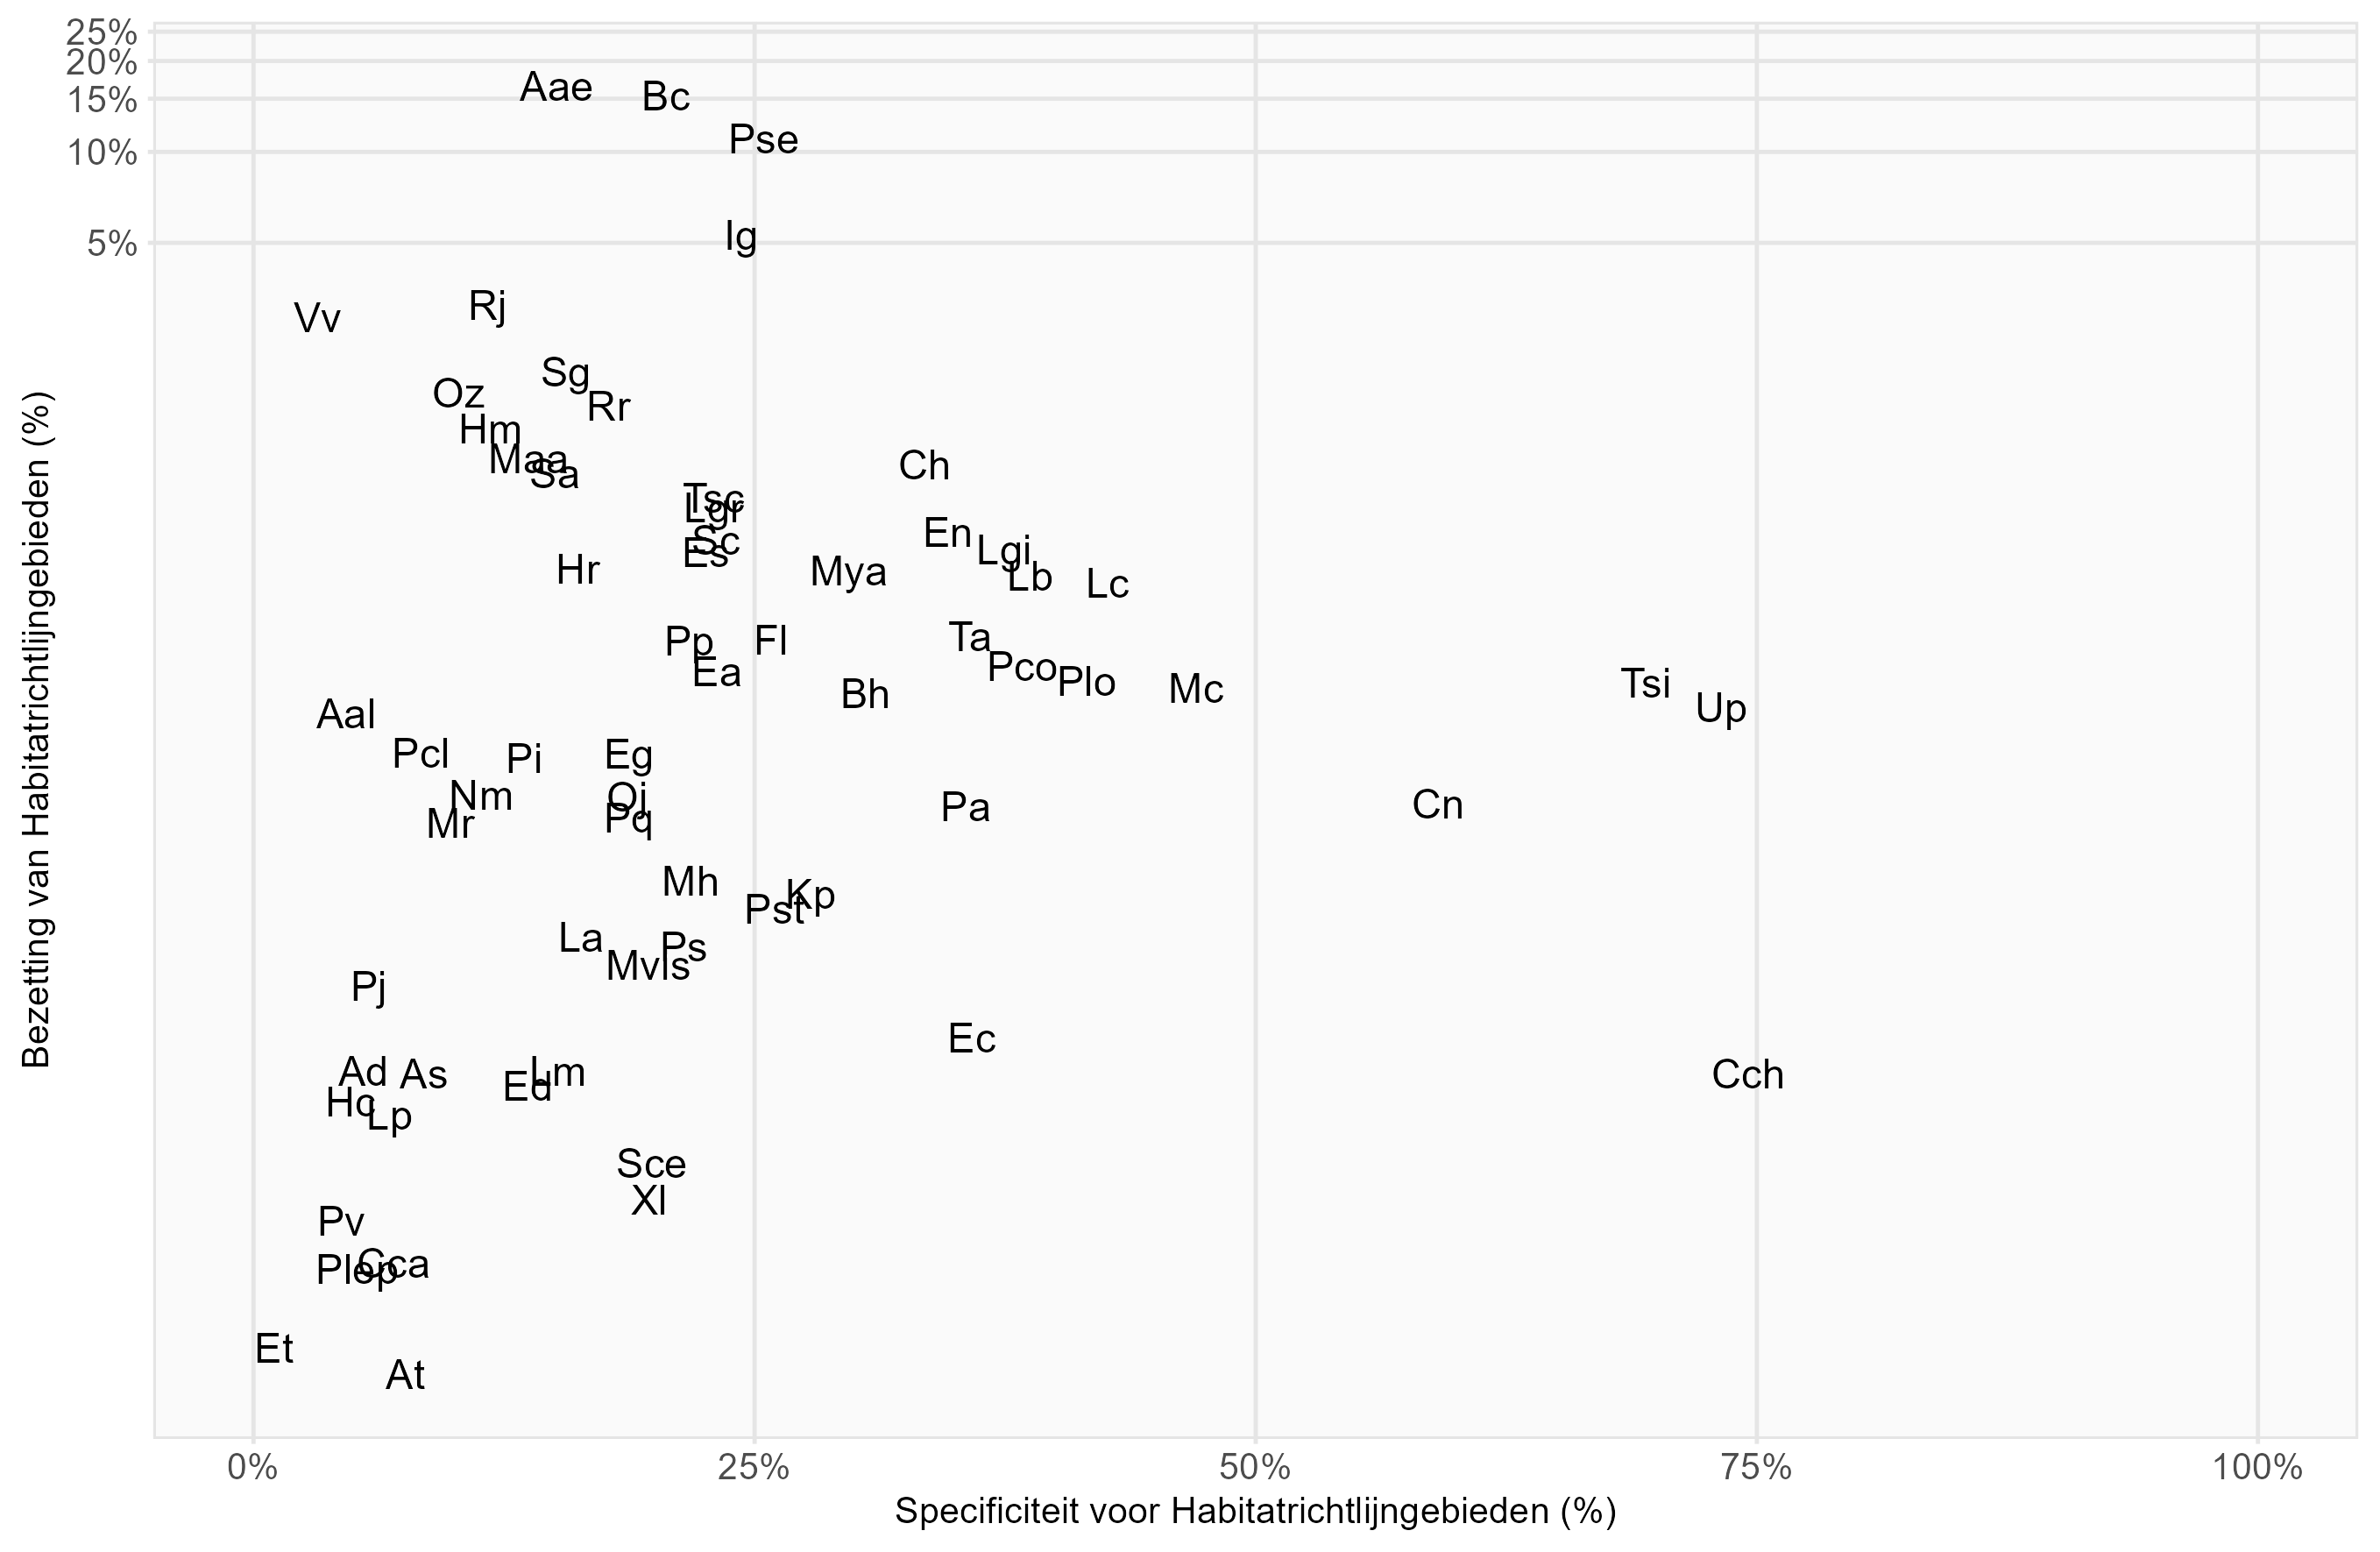 25%
20%
15%
10%
5%
Bezetting van Habitatrichtlijngebieden (%)
Aae
Bc
Pse
Ig
Rj
Vv
Sg
Oz
Rr
Hm
Maa
Sa
Ch
Tsc
Lgr
Sc
En
Es
Lgi
Hr
Mya
Lb
Lc
Pp
Fl
Ta
Ea
Pco
Plo
Tsi
Mc
Bh
Up
Aal
Pcl
Pi
Eg
Nm
Oj
Cn
Pa
Pq
Mr
Mh
Kp
Pst
La
Ps
Mvls
Pj
Ec
Ad
As
Lm
Cch
Ed
Hc
Lp
Sce
Xl
Pv
Cca
Plep
Et
At
0%
25%
50%
75%
100%
Specificiteit voor Habitatrichtlijngebieden (%)